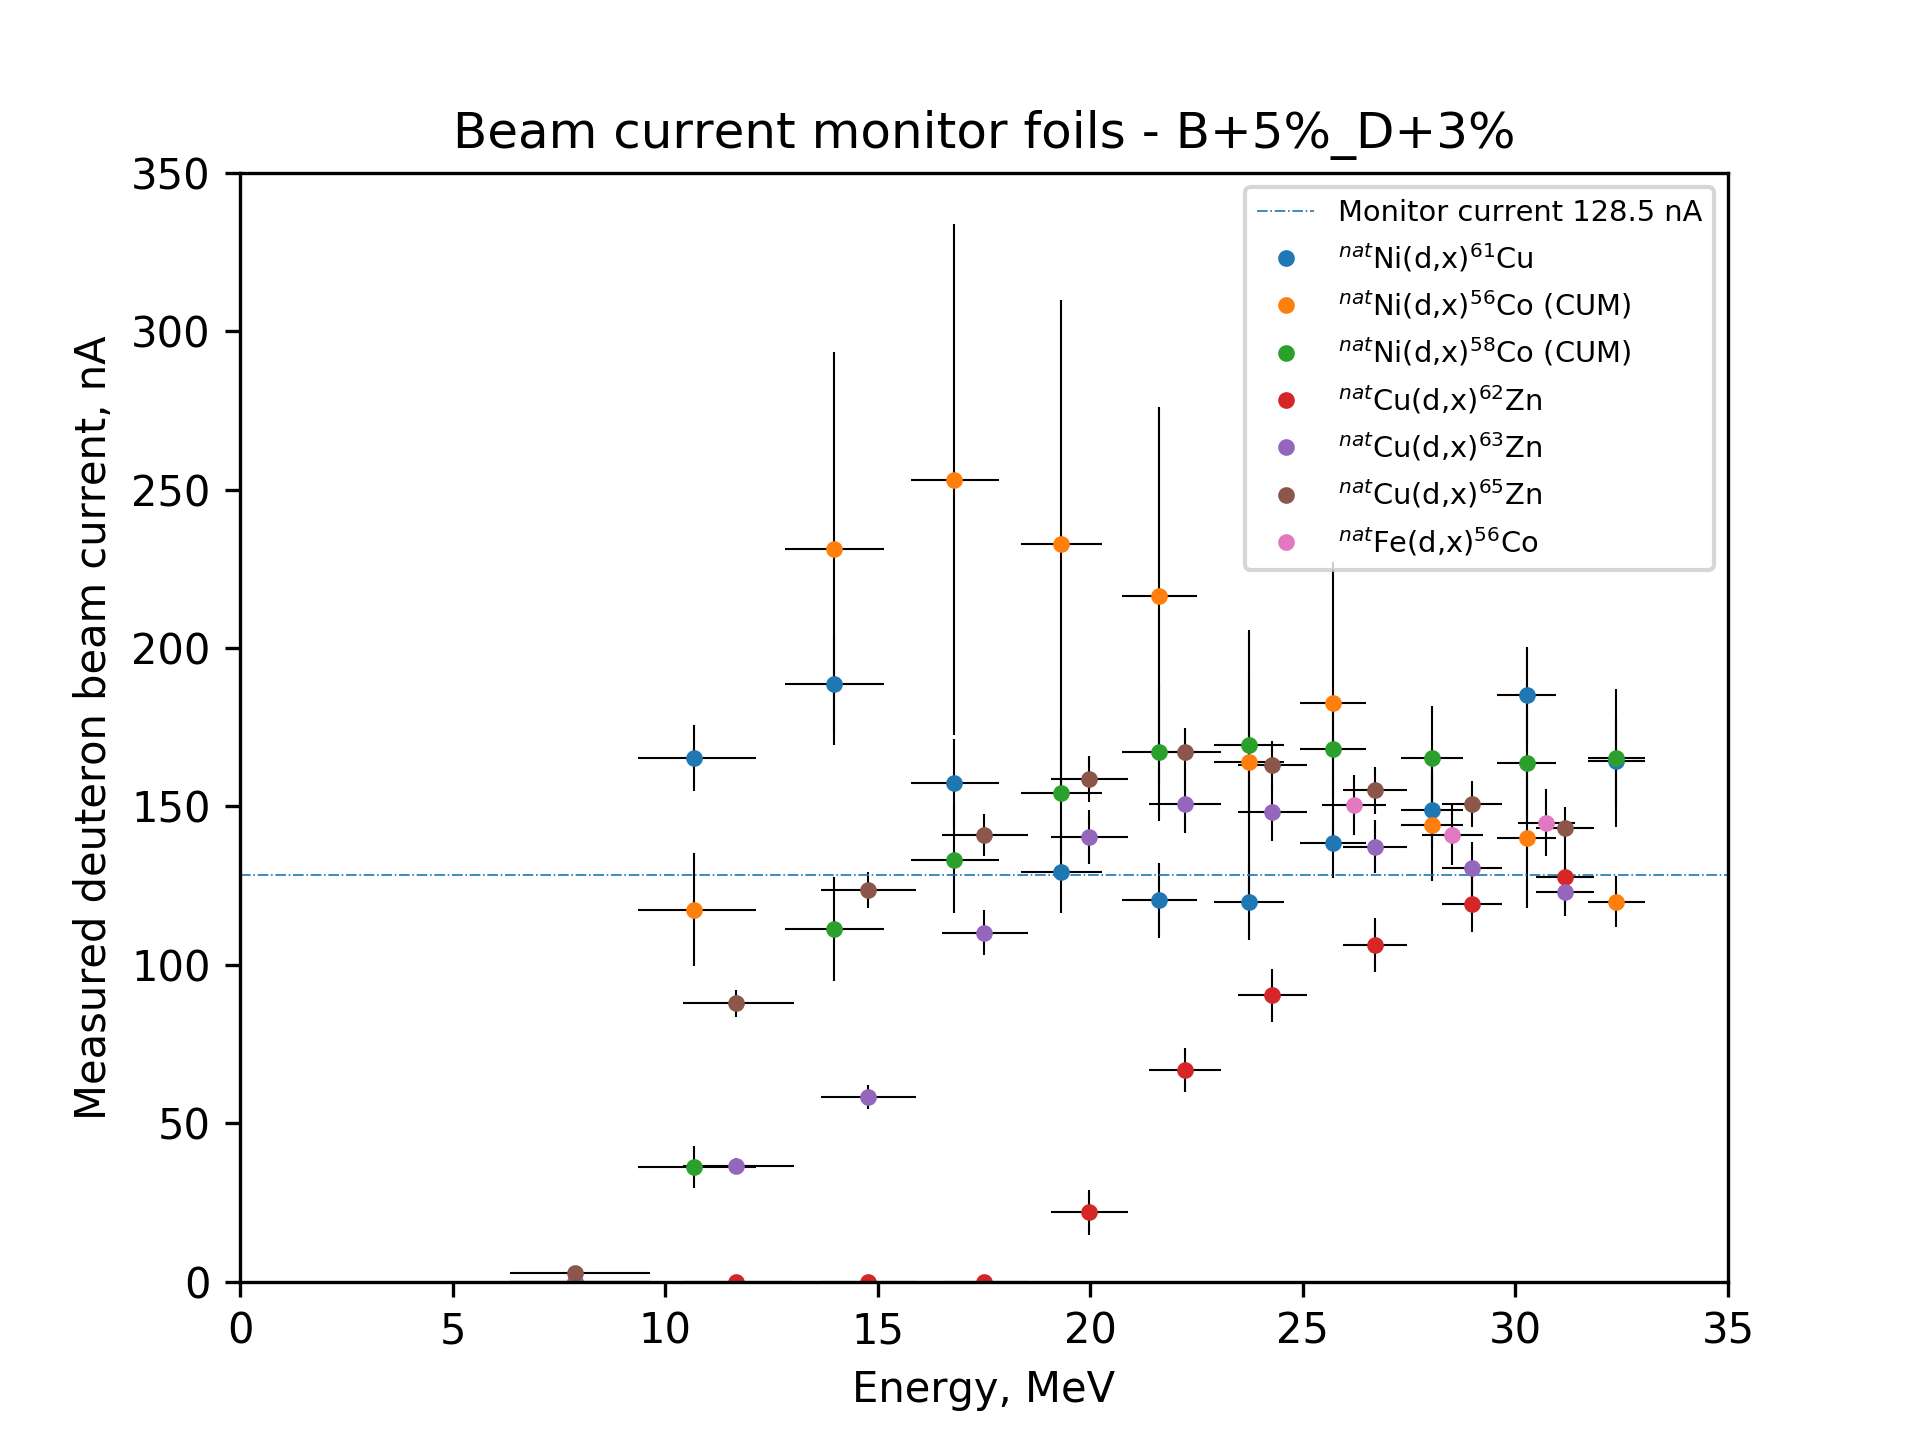 Beam current monitor foils - B+5%_D+3%
Measured deuteron beam current, nA
350
300
250
200
150
100
50
0
Monitor current 128.5 nA
ⁿᵃᵗNi(d,x)⁶¹Cu
ⁿᵃᵗNi(d,x)⁵⁶Co (CUM)
ⁿᵃᵗNi(d,x)⁵⁸Co (CUM)
ⁿᵃᵗCu(d,x)⁶²Zn
ⁿᵃᵗCu(d,x)⁶³Zn
ⁿᵃᵗCu(d,x)⁶⁵Zn
ⁿᵃᵗFe(d,x)⁵⁶Co
0 5 10 15 20 25 30 35
Energy, MeV